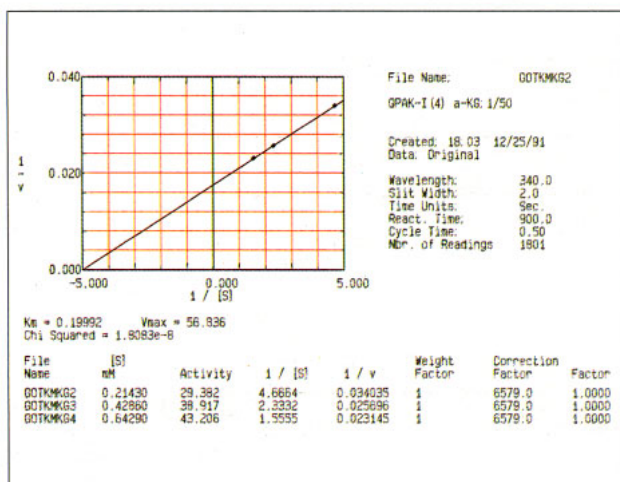 File Name: GOTKMKG2
GPAK-I(4) a-KG: 1/50
Created: 18.03 12/25/91
Data: Original
Wavelength: 340.0
Slit Width: 2.0
Time Units: Sec.
React. Time: 900.0
Cycle Time: 0.50
Nbr. of Readings 1801
0.040
0.020
0.000
1
-
v
-5.000 0.000 5.000
1 / [S]
Km = 0.19992 Vmax = 56.836
Chi Squared = 1.8083e-8
File [S] Weight Correction
Name mM Activity 1 / [S] 1 / v Factor Factor Factor
GOTKMKG2 0.21430 29.382 4.6664 0.034035 1 6579.0 1.0000
GOTKMKG3 0.42860 38.917 2.3332 0.025696 1 6579.0 1.0000
GOTKMKG4 0.64290 43.206 1.5555 0.023145 1 6579.0 1.0000